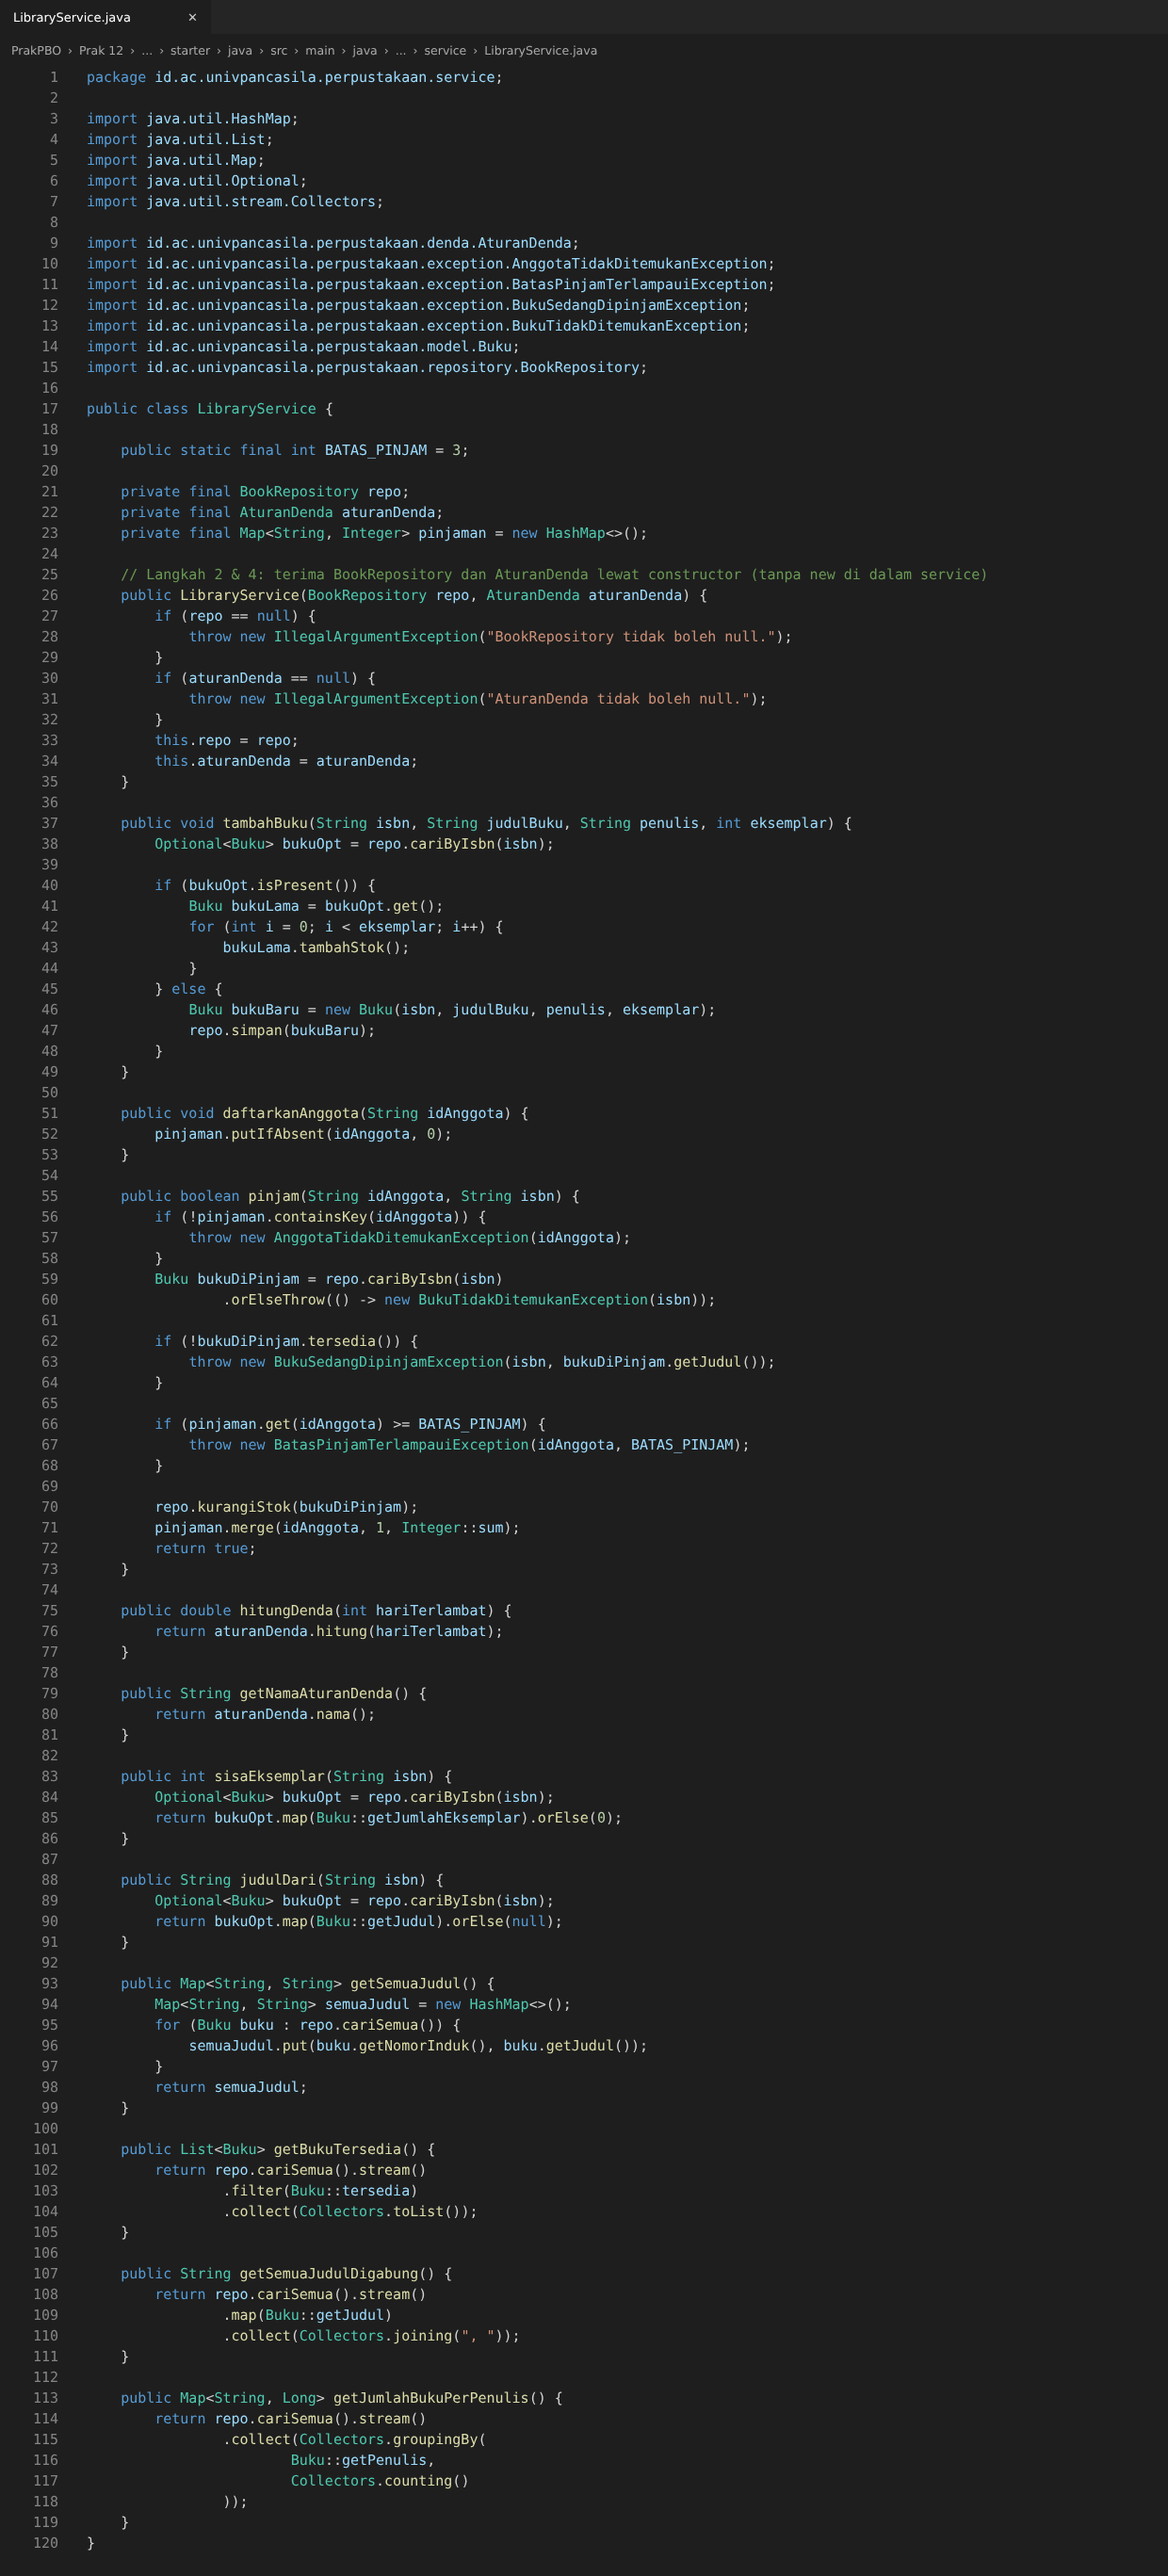 LibraryService.java ×
PrakPBO › Prak 12 › ... › starter › java › src › main › java › ... › service › LibraryService.java
1 package id.ac.univpancasila.perpustakaan.service;
2
3 import java.util.HashMap;
4 import java.util.List;
5 import java.util.Map;
6 import java.util.Optional;
7 import java.util.stream.Collectors;
8
9 import id.ac.univpancasila.perpustakaan.denda.AturanDenda;
10 import id.ac.univpancasila.perpustakaan.exception.AnggotaTidakDitemukanException;
11 import id.ac.univpancasila.perpustakaan.exception.BatasPinjamTerlampauiException;
12 import id.ac.univpancasila.perpustakaan.exception.BukuSedangDipinjamException;
13 import id.ac.univpancasila.perpustakaan.exception.BukuTidakDitemukanException;
14 import id.ac.univpancasila.perpustakaan.model.Buku;
15 import id.ac.univpancasila.perpustakaan.repository.BookRepository;
16
17 public class LibraryService {
18
19     public static final int BATAS_PINJAM = 3;
20
21     private final BookRepository repo;
22     private final AturanDenda aturanDenda;
23     private final Map<String, Integer> pinjaman = new HashMap<>();
24
25     // Langkah 2 & 4: terima BookRepository dan AturanDenda lewat constructor (tanpa new di dalam service)
26     public LibraryService(BookRepository repo, AturanDenda aturanDenda) {
27         if (repo == null) {
28             throw new IllegalArgumentException("BookRepository tidak boleh null.");
29         }
30         if (aturanDenda == null) {
31             throw new IllegalArgumentException("AturanDenda tidak boleh null.");
32         }
33         this.repo = repo;
34         this.aturanDenda = aturanDenda;
35     }
36
37     public void tambahBuku(String isbn, String judulBuku, String penulis, int eksemplar) {
38         Optional<Buku> bukuOpt = repo.cariByIsbn(isbn);
39
40         if (bukuOpt.isPresent()) {
41             Buku bukuLama = bukuOpt.get();
42             for (int i = 0; i < eksemplar; i++) {
43                 bukuLama.tambahStok();
44             }
45         } else {
46             Buku bukuBaru = new Buku(isbn, judulBuku, penulis, eksemplar);
47             repo.simpan(bukuBaru);
48         }
49     }
50
51     public void daftarkanAnggota(String idAnggota) {
52         pinjaman.putIfAbsent(idAnggota, 0);
53     }
54
55     public boolean pinjam(String idAnggota, String isbn) {
56         if (!pinjaman.containsKey(idAnggota)) {
57             throw new AnggotaTidakDitemukanException(idAnggota);
58         }
59         Buku bukuDiPinjam = repo.cariByIsbn(isbn)
60                 .orElseThrow(() -> new BukuTidakDitemukanException(isbn));
61
62         if (!bukuDiPinjam.tersedia()) {
63             throw new BukuSedangDipinjamException(isbn, bukuDiPinjam.getJudul());
64         }
65
66         if (pinjaman.get(idAnggota) >= BATAS_PINJAM) {
67             throw new BatasPinjamTerlampauiException(idAnggota, BATAS_PINJAM);
68         }
69
70         repo.kurangiStok(bukuDiPinjam);
71         pinjaman.merge(idAnggota, 1, Integer::sum);
72         return true;
73     }
74
75     public double hitungDenda(int hariTerlambat) {
76         return aturanDenda.hitung(hariTerlambat);
77     }
78
79     public String getNamaAturanDenda() {
80         return aturanDenda.nama();
81     }
82
83     public int sisaEksemplar(String isbn) {
84         Optional<Buku> bukuOpt = repo.cariByIsbn(isbn);
85         return bukuOpt.map(Buku::getJumlahEksemplar).orElse(0);
86     }
87
88     public String judulDari(String isbn) {
89         Optional<Buku> bukuOpt = repo.cariByIsbn(isbn);
90         return bukuOpt.map(Buku::getJudul).orElse(null);
91     }
92
93     public Map<String, String> getSemuaJudul() {
94         Map<String, String> semuaJudul = new HashMap<>();
95         for (Buku buku : repo.cariSemua()) {
96             semuaJudul.put(buku.getNomorInduk(), buku.getJudul());
97         }
98         return semuaJudul;
99     }
100
101     public List<Buku> getBukuTersedia() {
102         return repo.cariSemua().stream()
103                 .filter(Buku::tersedia)
104                 .collect(Collectors.toList());
105     }
106
107     public String getSemuaJudulDigabung() {
108         return repo.cariSemua().stream()
109                 .map(Buku::getJudul)
110                 .collect(Collectors.joining(", "));
111     }
112
113     public Map<String, Long> getJumlahBukuPerPenulis() {
114         return repo.cariSemua().stream()
115                 .collect(Collectors.groupingBy(
116                         Buku::getPenulis,
117                         Collectors.counting()
118                 ));
119     }
120 }